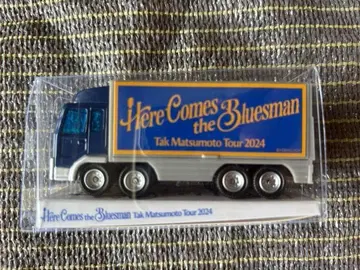 Here Comes
the Bluesman
Tak Matsumoto Tour 2024
Here Comes the Bluesman Tak Matsumoto Tour 2024